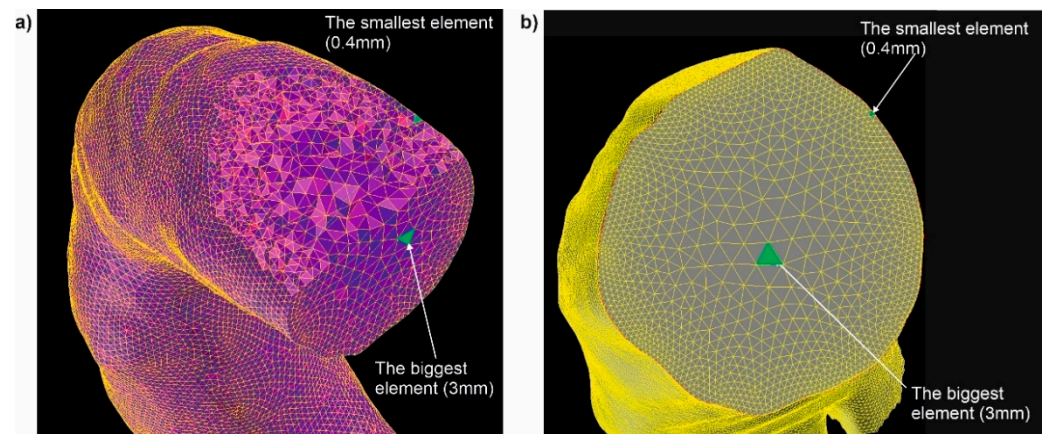 a)
The smallest element
(0.4mm)
The biggest
element (3mm)
b)
The smallest element
(0.4mm)
The biggest
element (3mm)